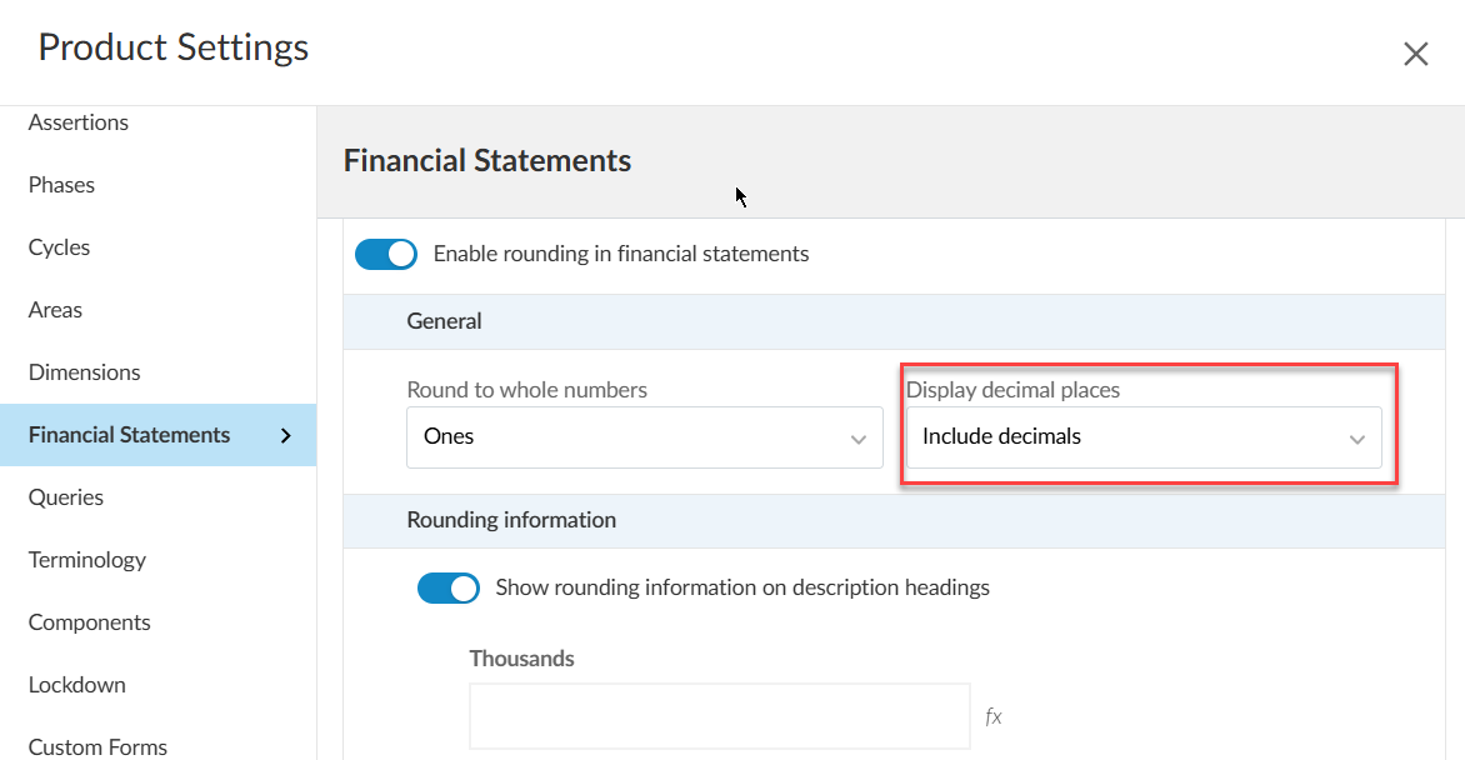 Product Settings
Assertions
Phases
Cycles
Areas
Dimensions
Financial Statements
Queries
Terminology
Components
Lockdown
Custom Forms
Financial Statements
Enable rounding in financial statements
General
Round to whole numbers
Ones
Display decimal places
Include decimals
Rounding information
Show rounding information on description headings
Thousands
fx